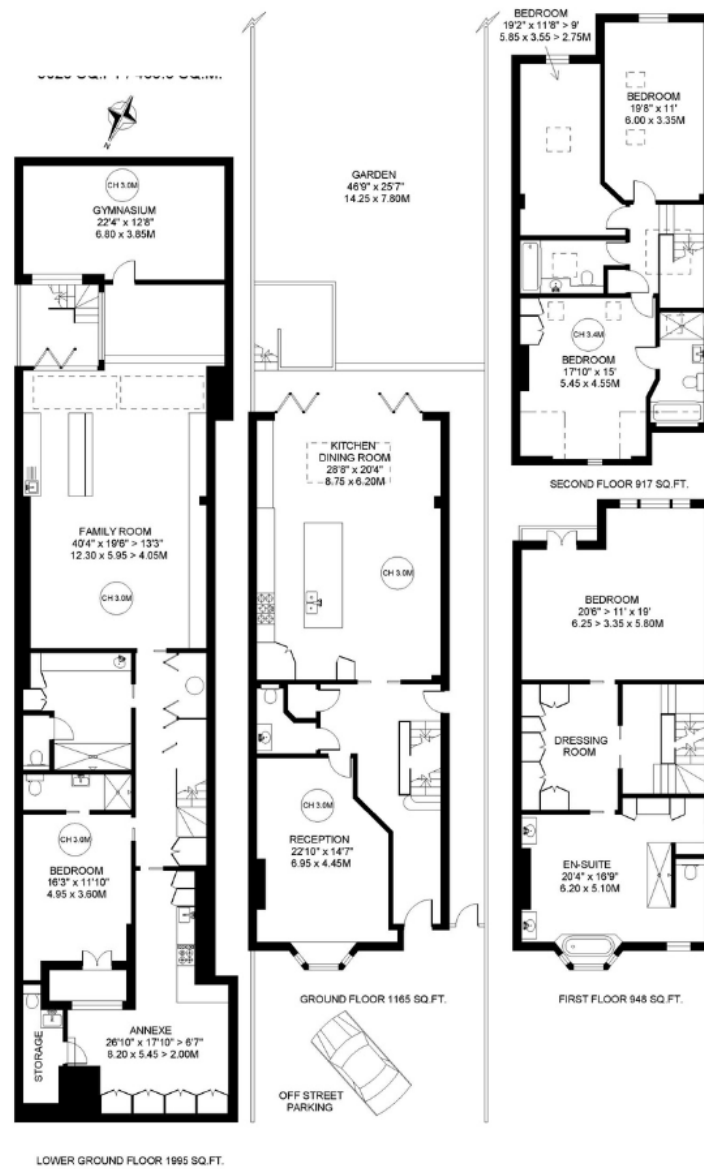 N
CH 3.0M
GYMNASIUM
22'4" x 12'8"
6.80 x 3.85M
FAMILY ROOM
40'4" x 19'6" > 13'3"
12.30 x 5.95 > 4.05M
CH 3.0M
CH 3.0M
BEDROOM
16'3" x 11'10"
4.95 x 3.60M
STORAGE
ANNEXE
26'10" x 17'10" > 6'7"
8.20 x 5.45 > 2.00M
LOWER GROUND FLOOR 1995 SQ.FT.
GARDEN
46'9" x 25'7"
14.25 x 7.80M
KITCHEN
DINING ROOM
28'8" x 20'4"
8.75 x 6.20M
CH 3.0M
CH 3.0M
RECEPTION
22'10" x 14'7"
6.95 x 4.45M
GROUND FLOOR 1165 SQ.FT.
OFF STREET
PARKING
BEDROOM
19'2" x 11'8" > 9'
5.85 x 3.55 > 2.75M
BEDROOM
19'8" x 11'
6.00 x 3.35M
CH 3.4M
BEDROOM
17'10" x 15'
5.45 x 4.55M
SECOND FLOOR 917 SQ.FT.
BEDROOM
20'6" > 11' x 19'
6.25 > 3.35 x 5.80M
DRESSING
ROOM
EN-SUITE
20'4" x 16'9"
6.20 x 5.10M
FIRST FLOOR 948 SQ.FT.